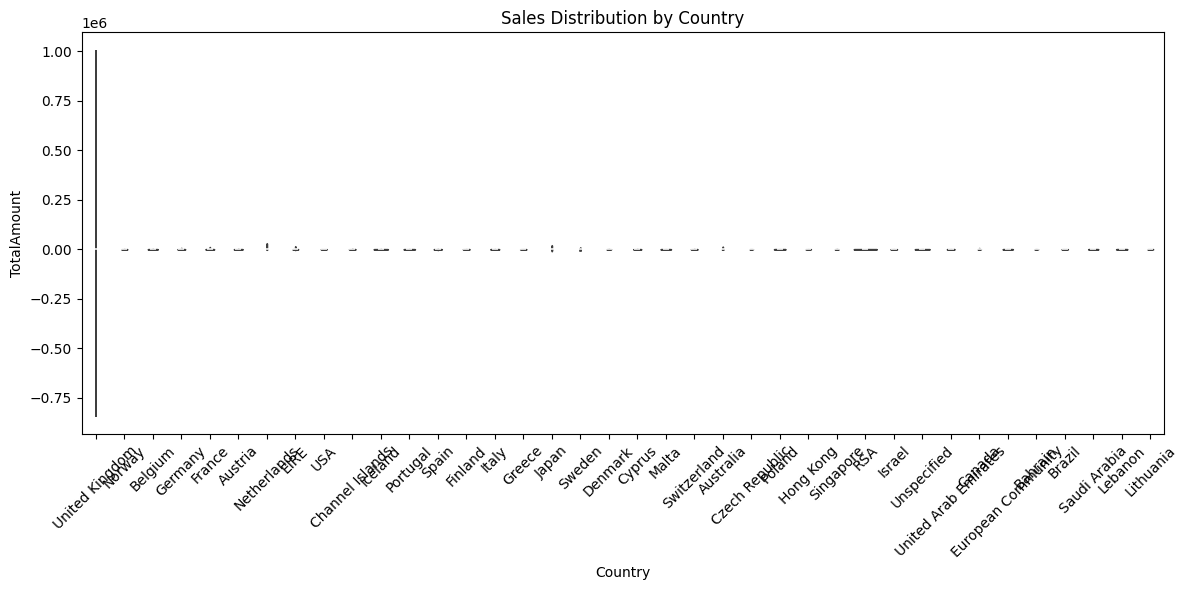 Sales Distribution by Country
1e6
1.00
0.75
0.50
0.25
0.00
−0.25
−0.50
−0.75
TotalAmount
United Kingdom
Norway
Belgium
Germany
France
Austria
Netherlands
EIRE
USA
Channel Islands
Iceland
Portugal
Spain
Finland
Italy
Greece
Japan
Sweden
Denmark
Cyprus
Malta
Switzerland
Australia
Czech Republic
Poland
Hong Kong
Singapore
RSA
Israel
Unspecified
United Arab Emirates
Canada
European Community
Bahrain
Brazil
Saudi Arabia
Lebanon
Lithuania
Country